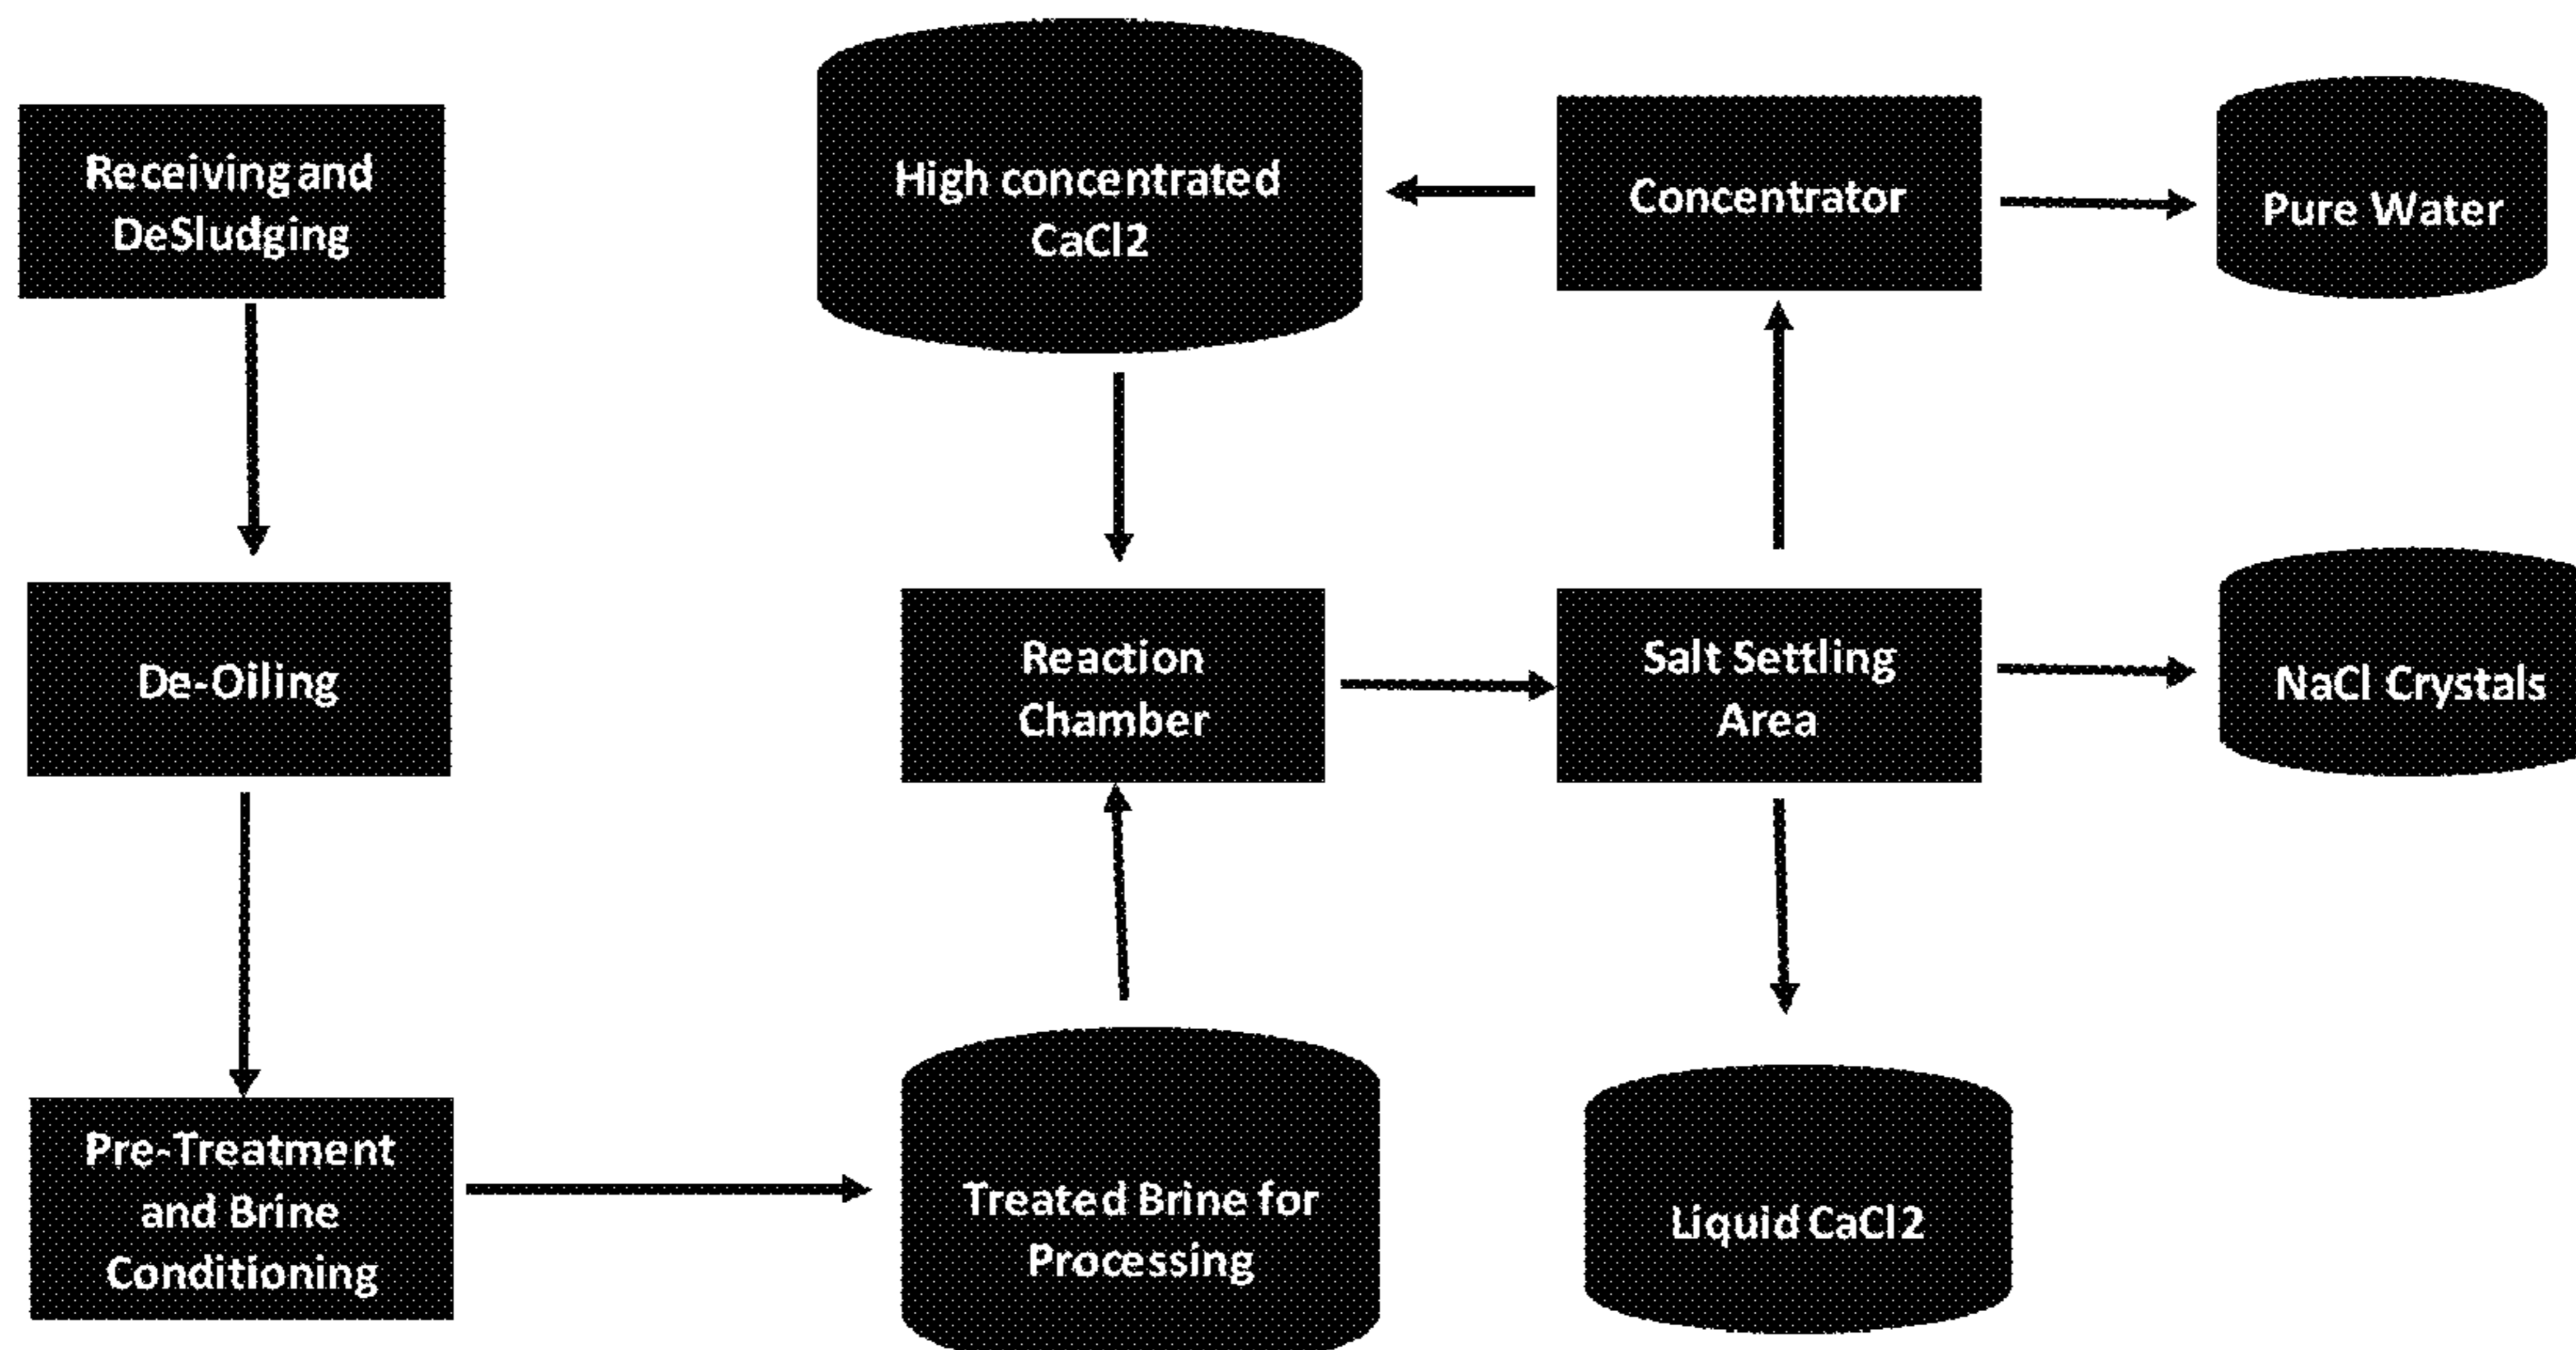 Receiving and
DeSludging
High concentrated
CaCl2
Concentrator
Pure Water
De-Oiling
Reaction
Chamber
Salt Settling
Area
NaCl Crystals
Pre-Treatment
and Brine
Conditioning
Treated Brine for
Processing
Liquid CaCl2